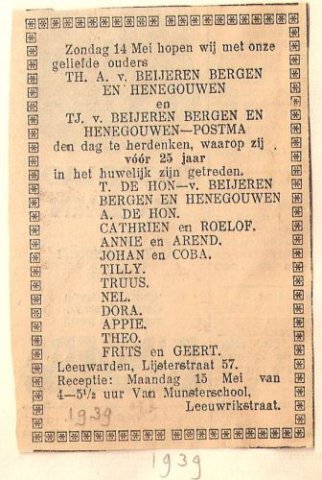 Zondag 14 Mei hopen wij met onze
geliefde ouders
TH. A. v. BEIJEREN BERGEN
EN HENEGOUWEN
en
TJ. v. BEIJEREN BERGEN EN
HENEGOUWEN—POSTMA
den dag te herdenken, waarop zij
vóór 25 jaar
in het huwelijk zijn getreden.
T. DE HON—v. BEIJEREN
BERGEN EN HENEGOUWEN
A. DE HON.
CATHRIEN en ROELOF.
ANNIE en AREND.
JOHAN en COBA.
TILLY.
TRUUS.
NEL.
DORA.
APPIE.
THEO.
FRITS en GEERT.
Leeuwarden, Lijsterstraat 57.
Receptie: Maandag 15 Mei van
4—5½ uur Van Munsterschool,
Leeuwrikstraat.
1939
1939